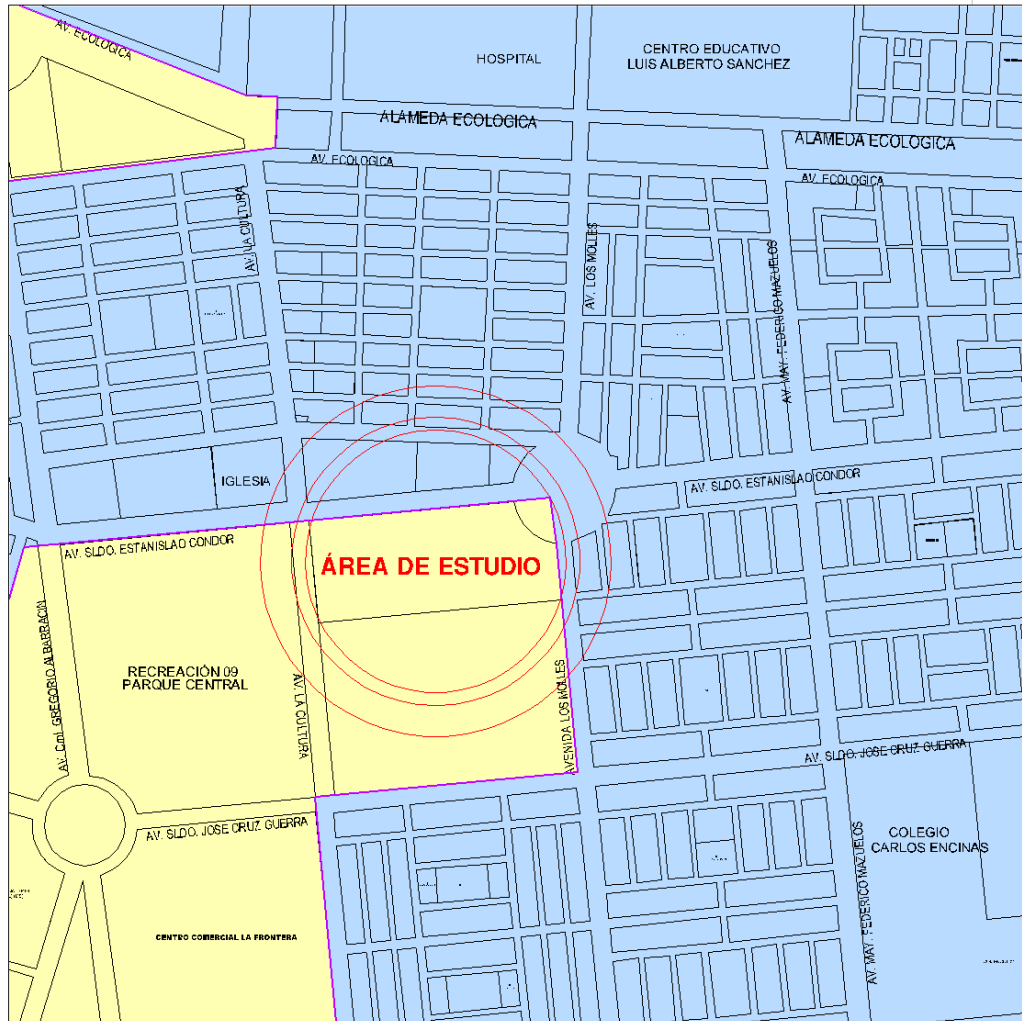 AV. ECOLOGICA
HOSPITAL
CENTRO EDUCATIVO
LUIS ALBERTO SANCHEZ
ALAMEDA ECOLOGICA
ALAMEDA ECOLOGICA
AV. ECOLOGICA
AV. ECOLOGICA
AV. LA CULTURA
AV. LOS MOLLES
AV. MAY. FEDERICO MAZUELOS
IGLESIA
AV. SLDO. ESTANISLAO CONDOR
AV. SLDO. ESTANISLAO CONDOR
ÁREA DE ESTUDIO
AV. Cml. GREGORIO ALBARRACIN
RECREACIÓN 09
PARQUE CENTRAL
AV. LA CULTURA
AVENIDA LOS MOLLES
AV. SLDO. JOSE CRUZ GUERRA
AV. SLDO. JOSE CRUZ GUERRA
COLEGIO
CARLOS ENCINAS
AV. MAY. FEDERICO MAZUELOS
CENTRO COMERCIAL LA FRONTERA